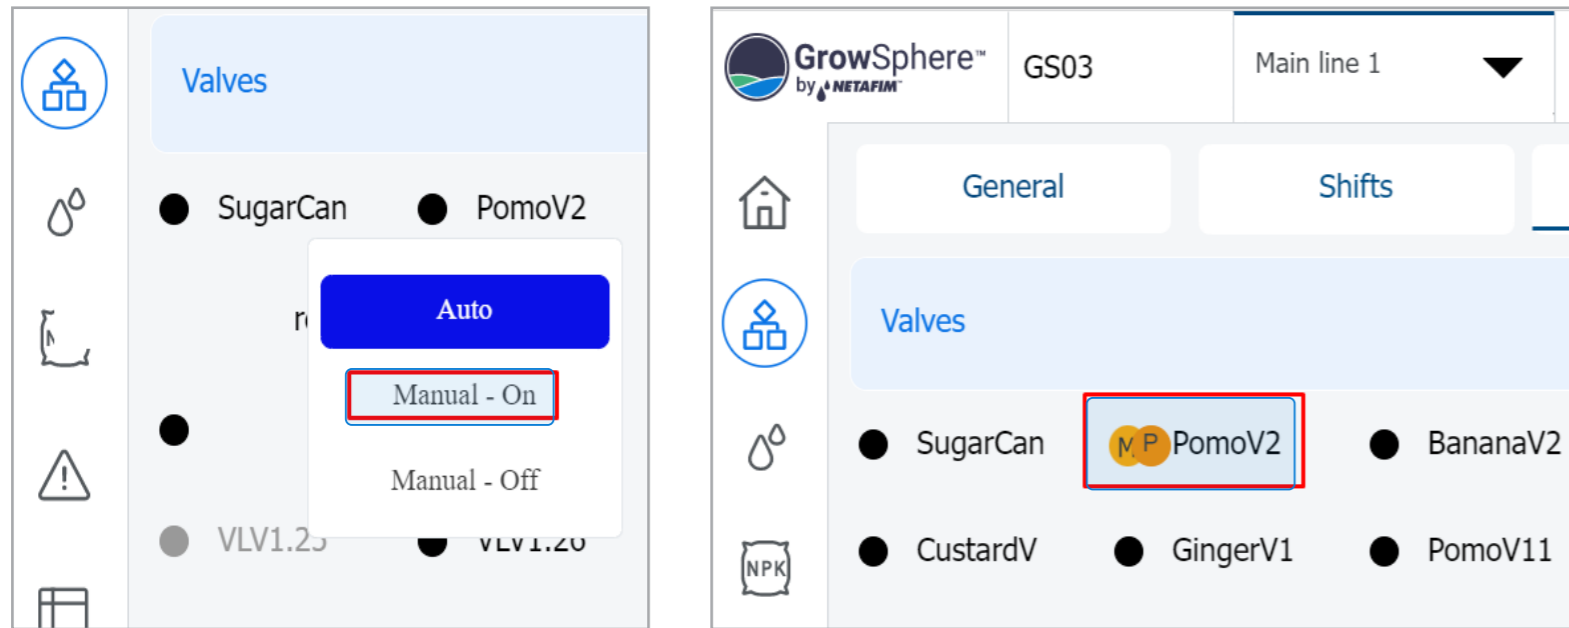 Valves
SugarCan PomoV2
Auto
Manual - On
Manual - Off
VLV1.25 VLV1.26
GrowSphere™
by NETAFIM™
GS03
Main line 1
General
Shifts
Valves
SugarCan
M P PomoV2
BananaV2
NPK
CustardV
GingerV1
PomoV11